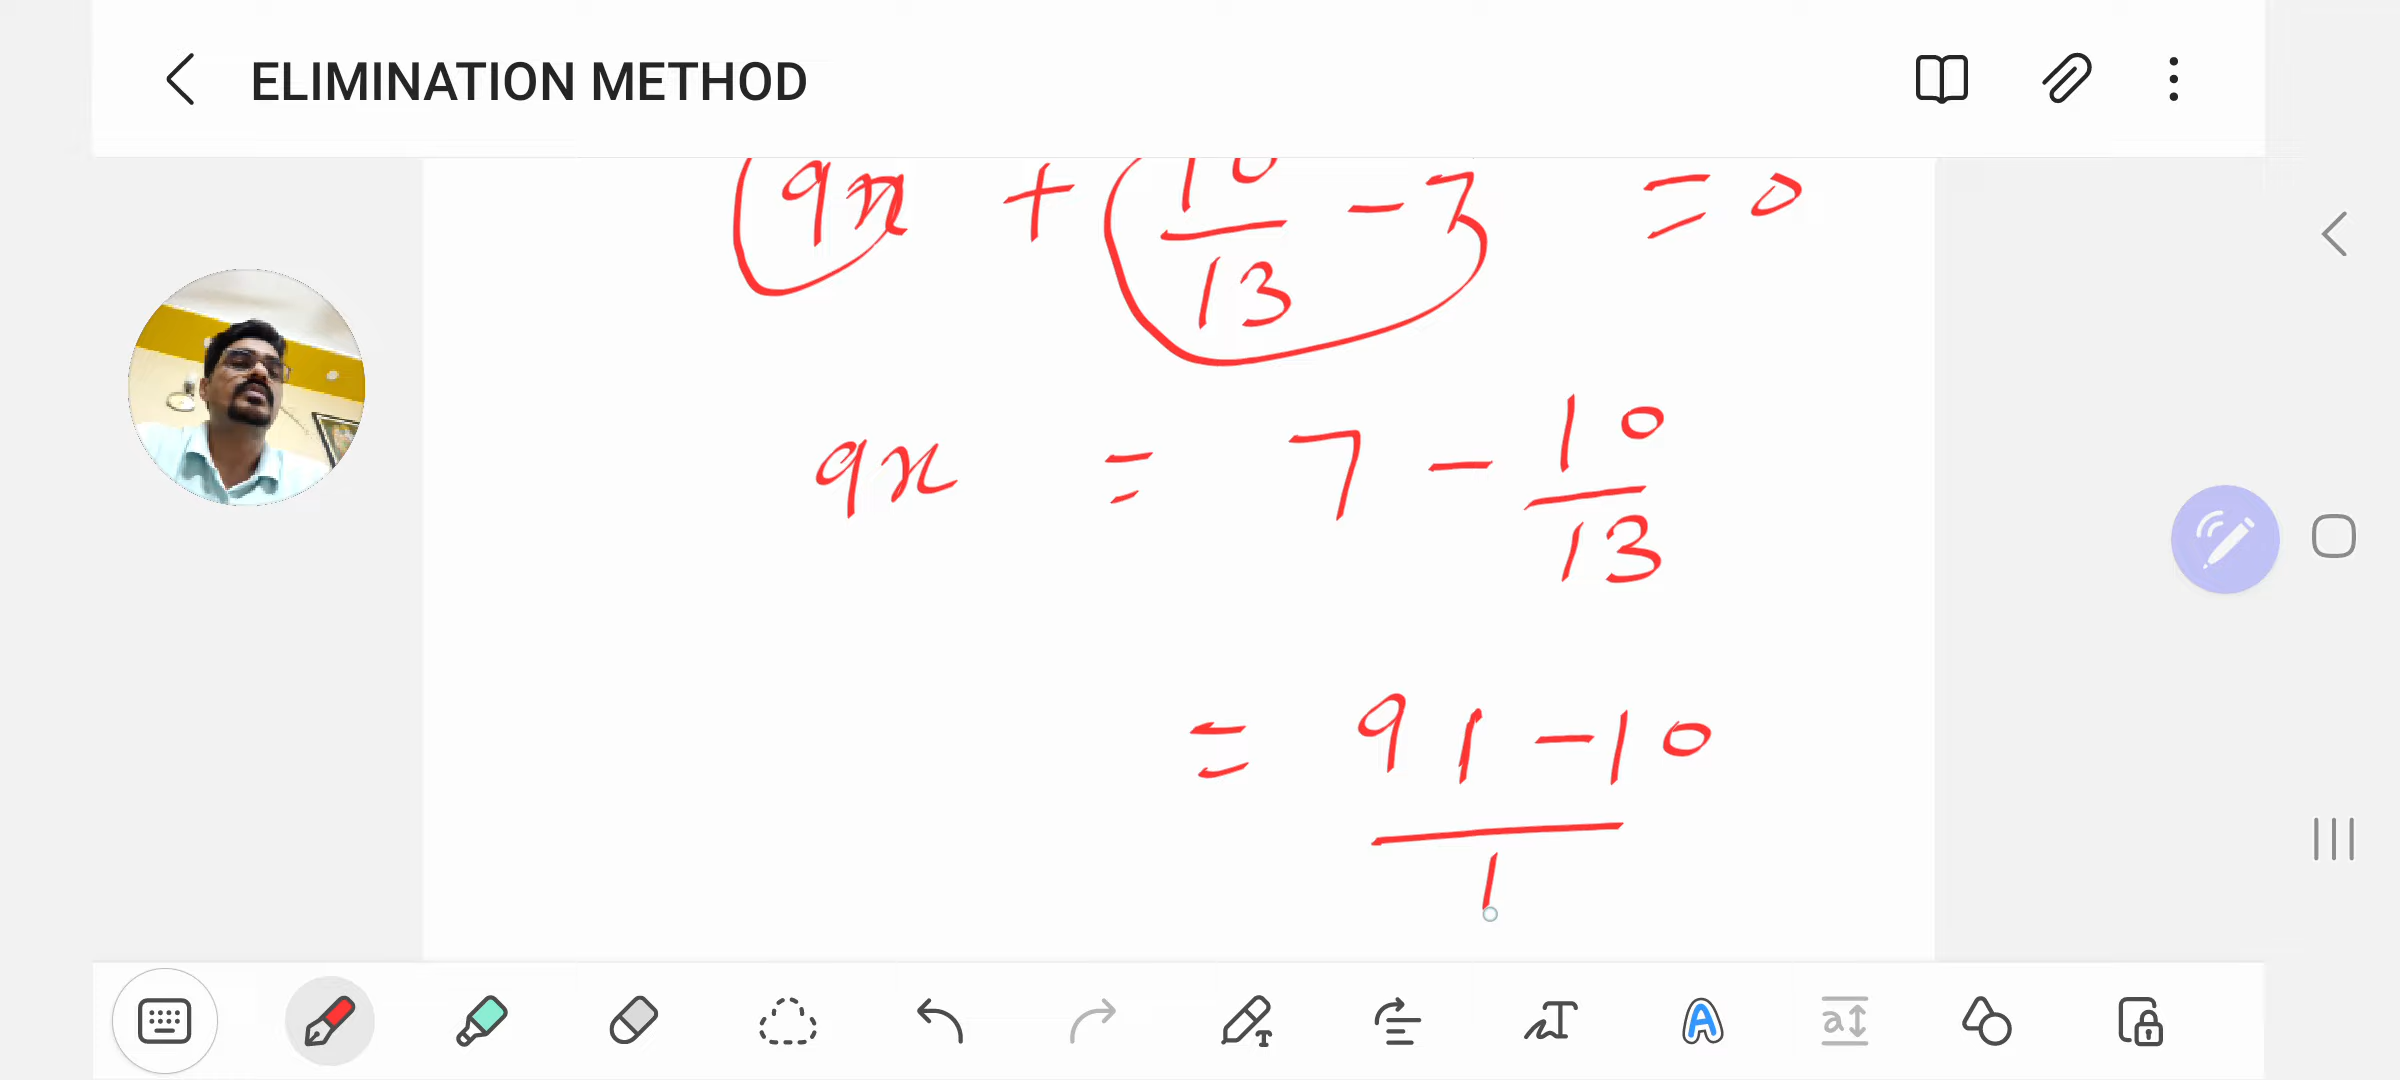 ELIMINATION METHOD
9x + 10/13 - 7 = 0
9x = 7 - 10/13
= 91 - 10
1